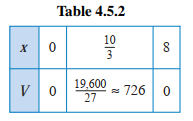 Table 4.5.2
x 0 10/3 8
V 0 19,600/27 ≈ 726 0